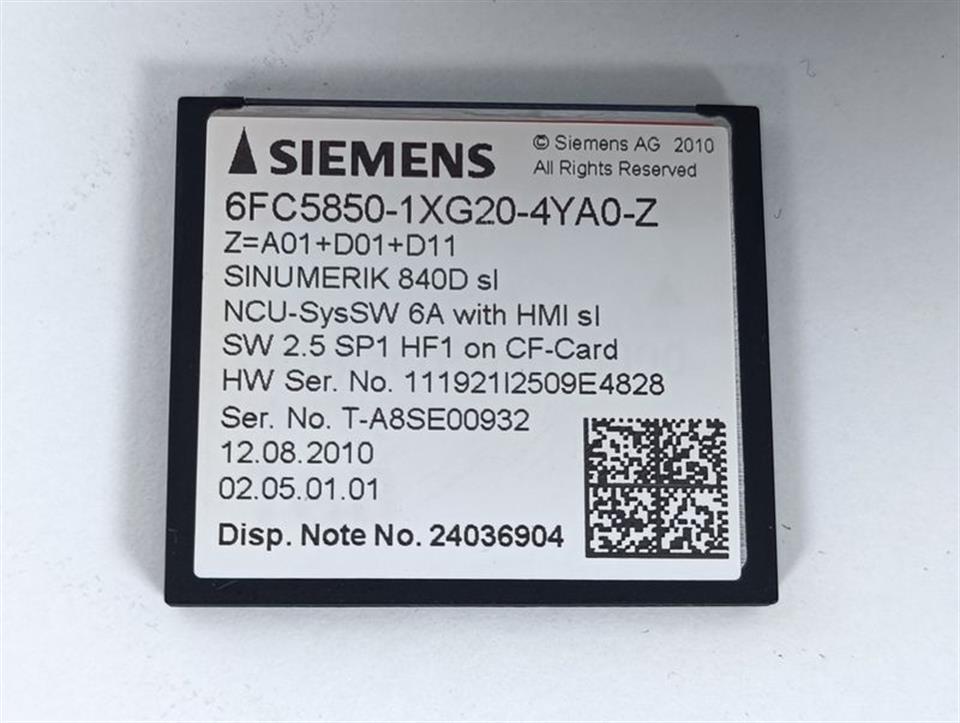 SIEMENS
© Siemens AG 2010
All Rights Reserved
6FC5850-1XG20-4YA0-Z
Z=A01+D01+D11
SINUMERIK 840D sl
NCU-SysSW 6A with HMI sl
SW 2.5 SP1 HF1 on CF-Card
HW Ser. No. 111921I2509E4828
Ser. No. T-A8SE00932
12.08.2010
02.05.01.01
Disp. Note No. 24036904